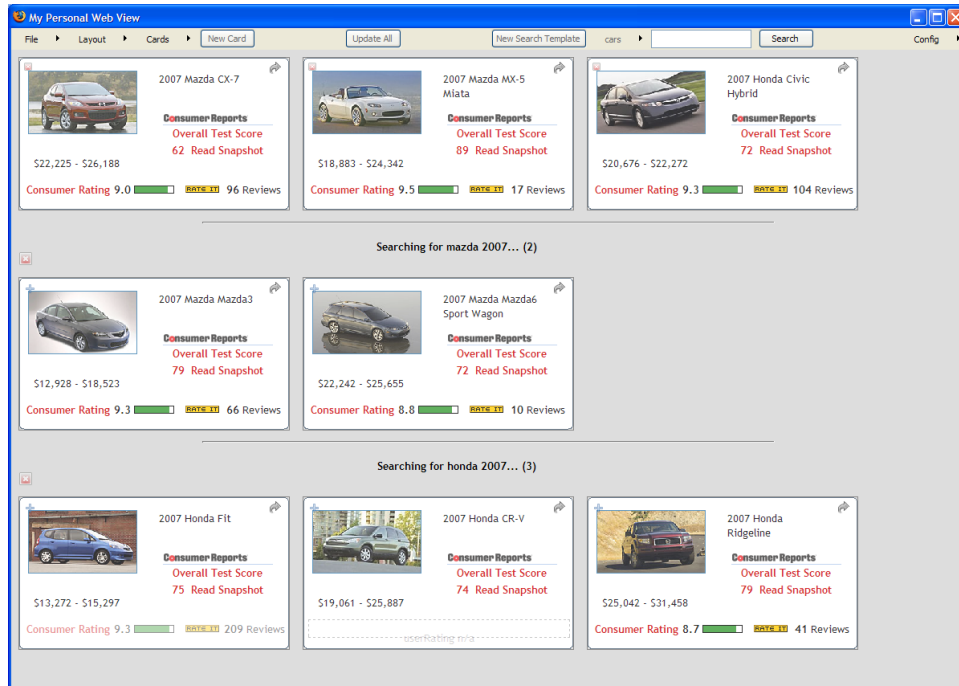 My Personal Web View
File Layout Cards New Card Update All New Search Template cars Search Config
2007 Mazda CX-7
Consumer Reports
Overall Test Score
62 Read Snapshot
$22,225 - $26,188
Consumer Rating 9.0 RATE IT 96 Reviews
2007 Mazda MX-5
Miata
Consumer Reports
Overall Test Score
89 Read Snapshot
$18,883 - $24,342
Consumer Rating 9.5 RATE IT 17 Reviews
2007 Honda Civic
Hybrid
Consumer Reports
Overall Test Score
72 Read Snapshot
$20,676 - $22,272
Consumer Rating 9.3 RATE IT 104 Reviews
Searching for mazda 2007... (2)
2007 Mazda Mazda3
Consumer Reports
Overall Test Score
79 Read Snapshot
$12,928 - $18,523
Consumer Rating 9.3 RATE IT 66 Reviews
2007 Mazda Mazda6
Sport Wagon
Consumer Reports
Overall Test Score
72 Read Snapshot
$22,242 - $25,655
Consumer Rating 8.8 RATE IT 10 Reviews
Searching for honda 2007... (3)
2007 Honda Fit
Consumer Reports
Overall Test Score
75 Read Snapshot
$13,272 - $15,297
Consumer Rating 9.3 RATE IT 209 Reviews
2007 Honda CR-V
Consumer Reports
Overall Test Score
74 Read Snapshot
$19,061 - $25,887
userRating n/a
2007 Honda
Ridgeline
Consumer Reports
Overall Test Score
79 Read Snapshot
$25,042 - $31,458
Consumer Rating 8.7 RATE IT 41 Reviews